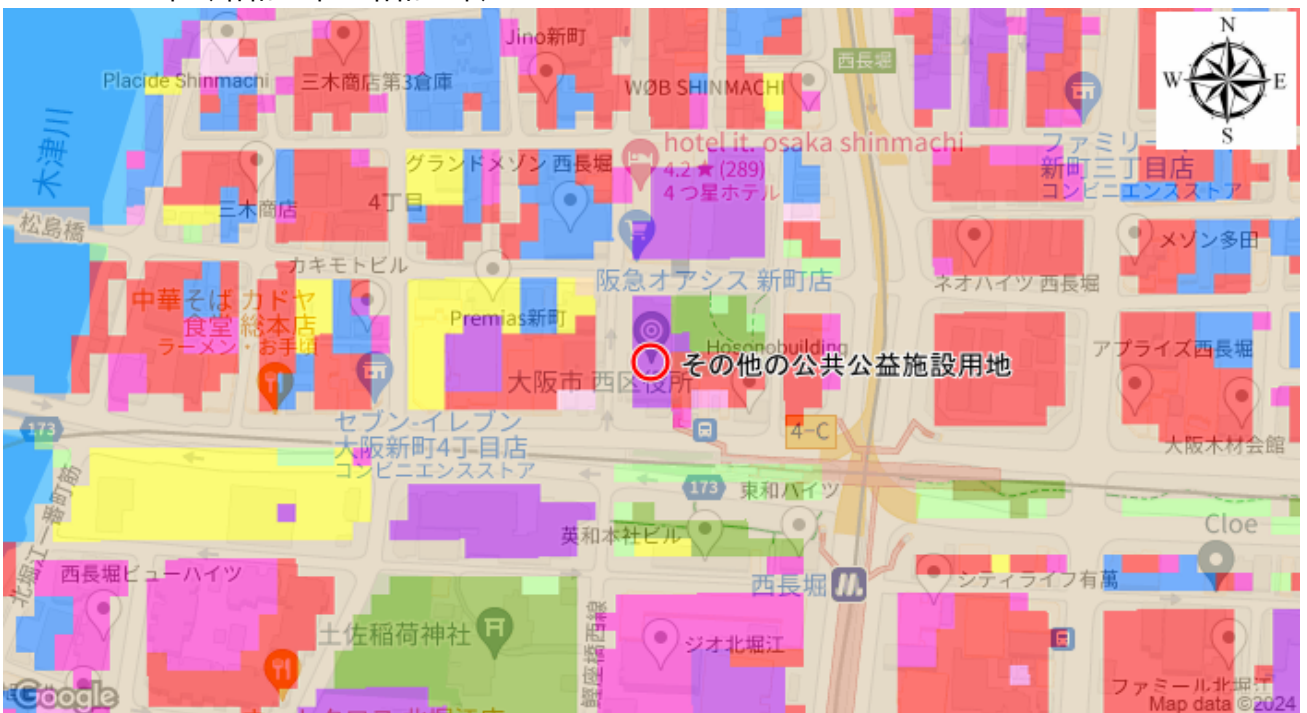 Jino新町
N
西長堀
Placide Shinmachi
三木商店第3倉庫
WØB SHINMACHI
W
E
S
木津川
hotel it. osaka shinmachi
4.2 ★ (289)
4 つ星ホテル
ファミリー
新町三丁目店
コンビニエンスストア
グランドメゾン 西長堀
三木商店
4丁目
松島橋
メゾン多田
カキモトビル
阪急オアシス 新町店
ネオハイツ 西長堀
中華そば カドヤ
食堂 総本店
ラーメン・お手頃
Premias新町
Hosonobuilding
アプライズ西長堀
その他の公共公益施設用地
大阪市 西区役所
セブン-イレブン
大阪新町4丁目店
コンビニエンスストア
173
4-C
大阪木材会館
173
東和ハイツ
英和本社ビル
Cloe
北堀江一番町筋
西長堀ビューハイツ
西長堀
シティライフ有萬
土佐稲荷神社
ジオ北堀江
ファミール北堀江
Google
Map data ©2024